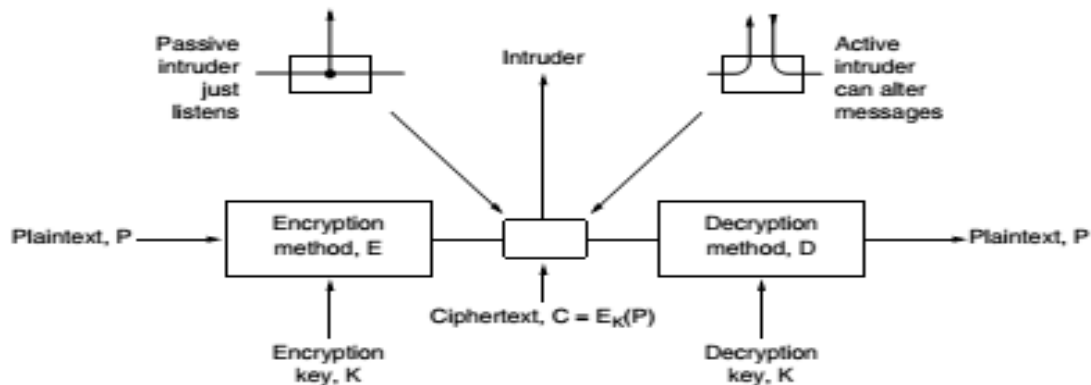 Passive
intruder
just
listens
Intruder
Active
intruder
can alter
messages
Plaintext, P
Encryption
method, E
Decryption
method, D
Plaintext, P
Ciphertext, C = E_K(P)
Encryption
key, K
Decryption
key, K